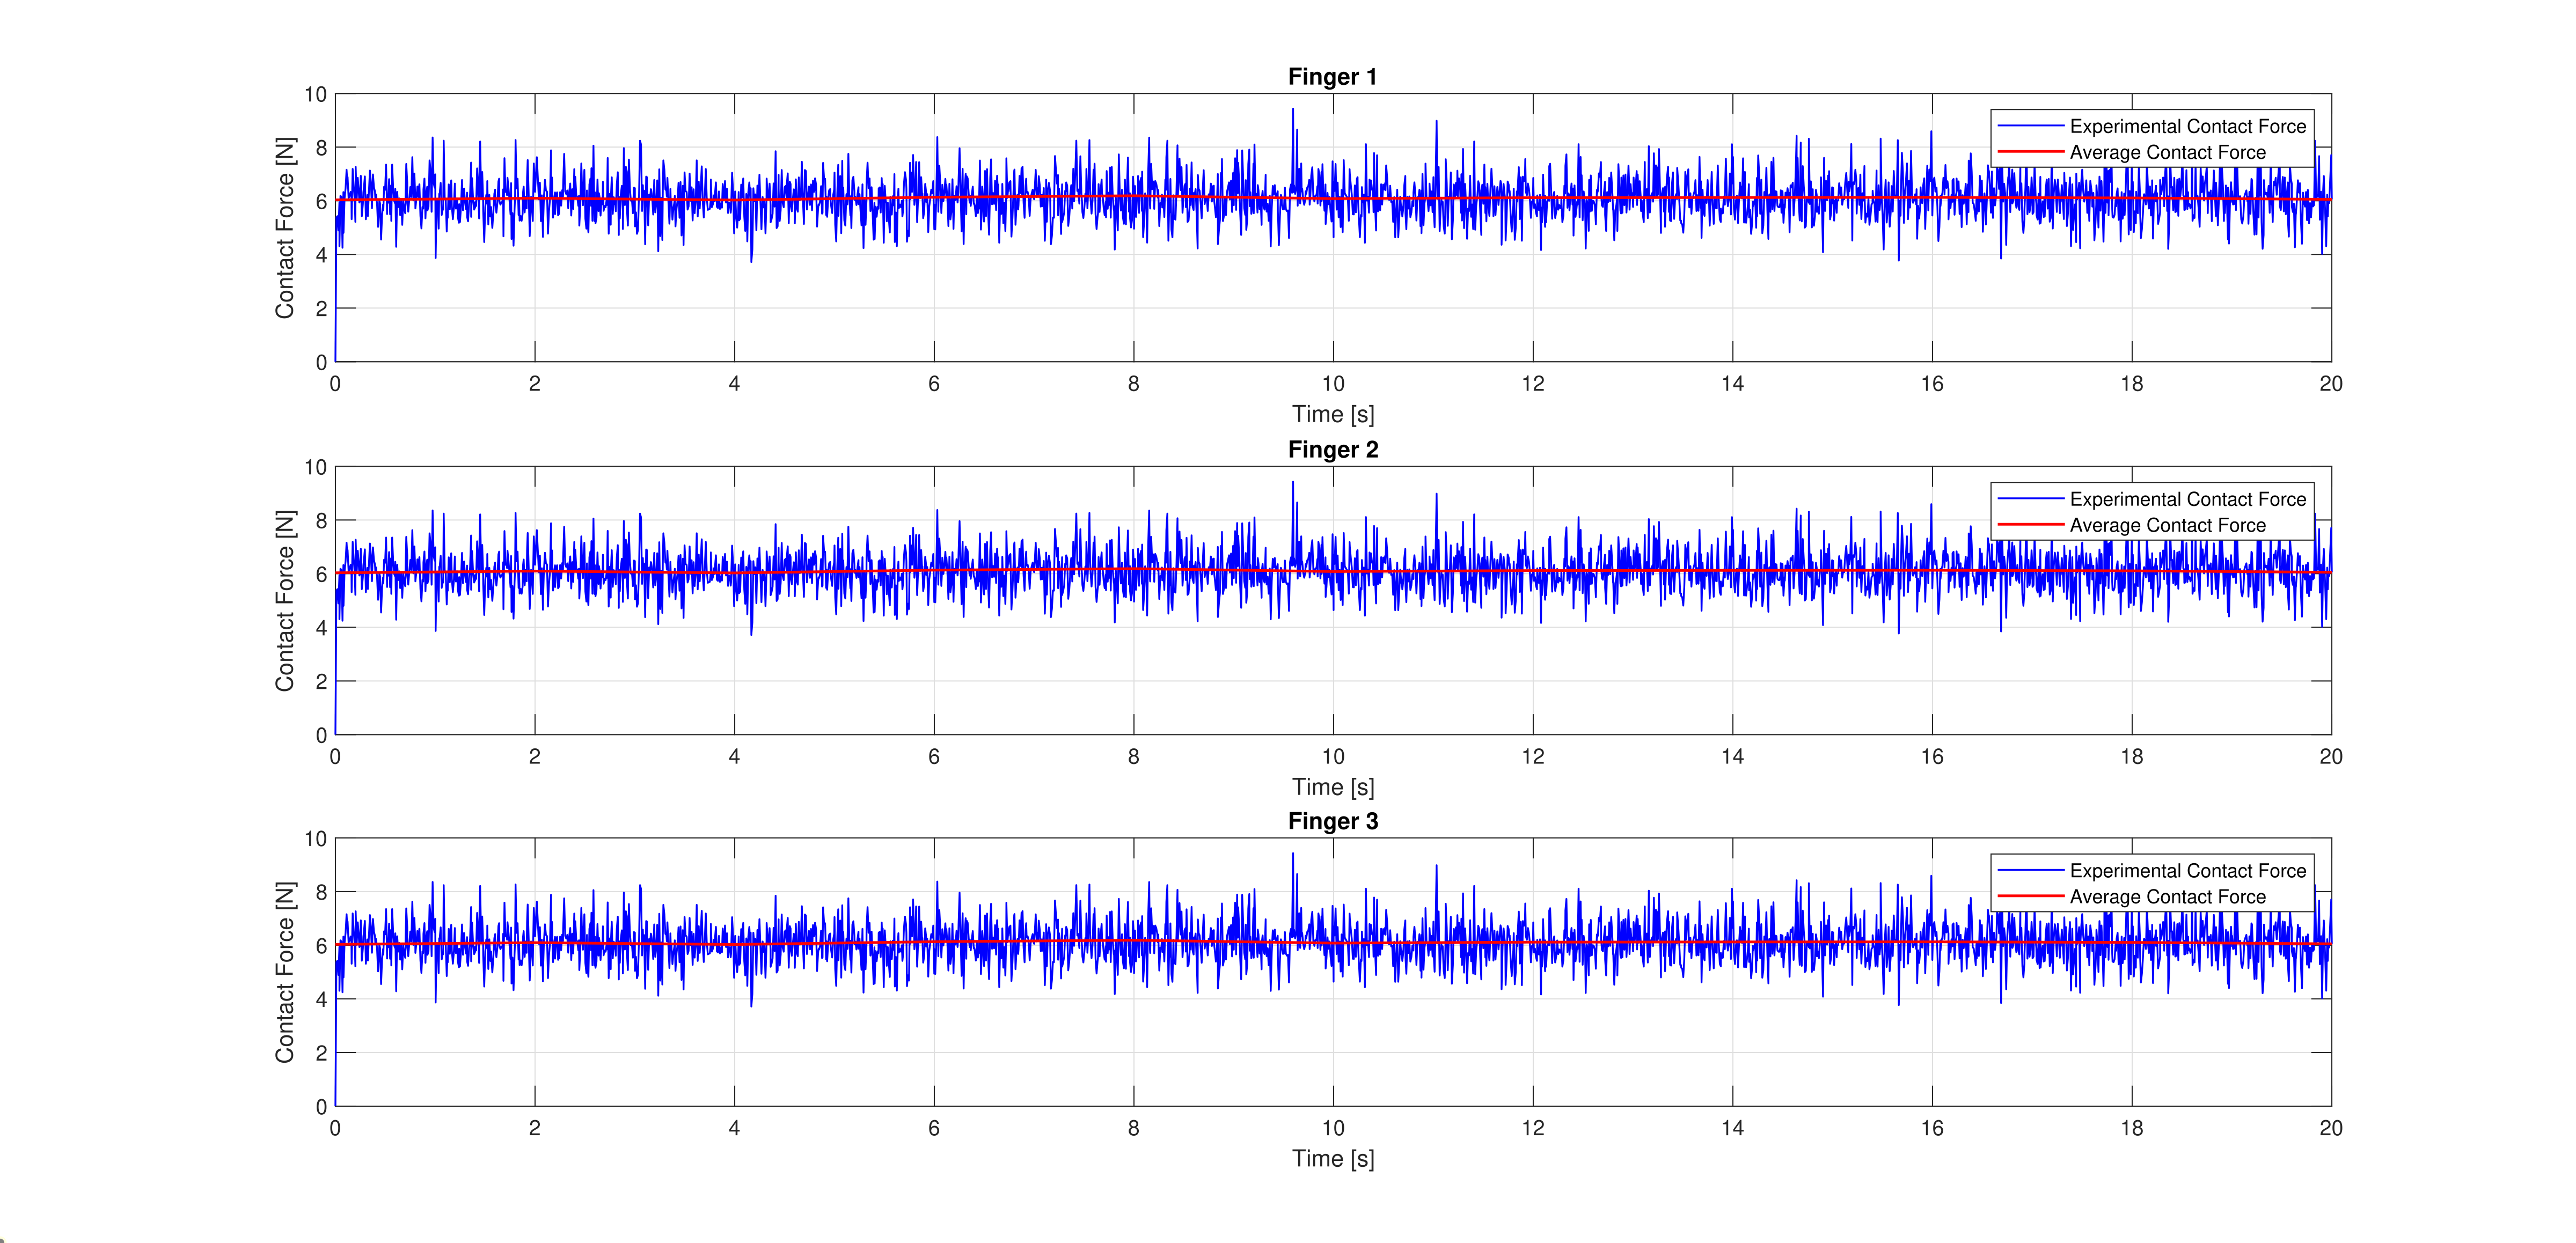 Finger 1
Contact Force [N]
10
8
6
4
2
0
Experimental Contact Force
Average Contact Force
0 2 4 6 8 10 12 14 16 18 20
Time [s]
Finger 2
Contact Force [N]
10
8
6
4
2
0
Experimental Contact Force
Average Contact Force
0 2 4 6 8 10 12 14 16 18 20
Time [s]
Finger 3
Contact Force [N]
10
8
6
4
2
0
Experimental Contact Force
Average Contact Force
0 2 4 6 8 10 12 14 16 18 20
Time [s]